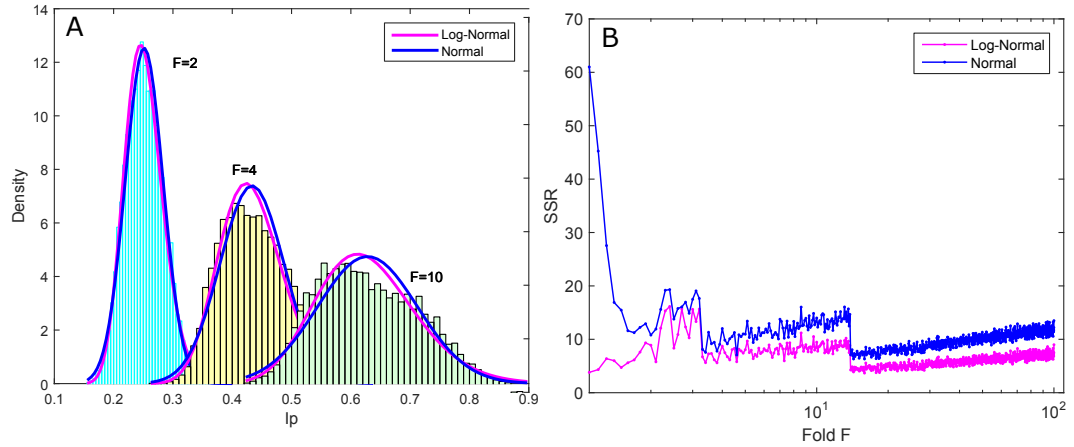 A
Log-Normal
Normal
F=2
F=4
F=10
Density
14
12
10
8
6
4
2
0
0.1 0.2 0.3 0.4 0.5 0.6 0.7 0.8 0.9
Ip
B
Log-Normal
Normal
SSR
70
60
50
40
30
20
10
0
10^1 10^2
Fold F